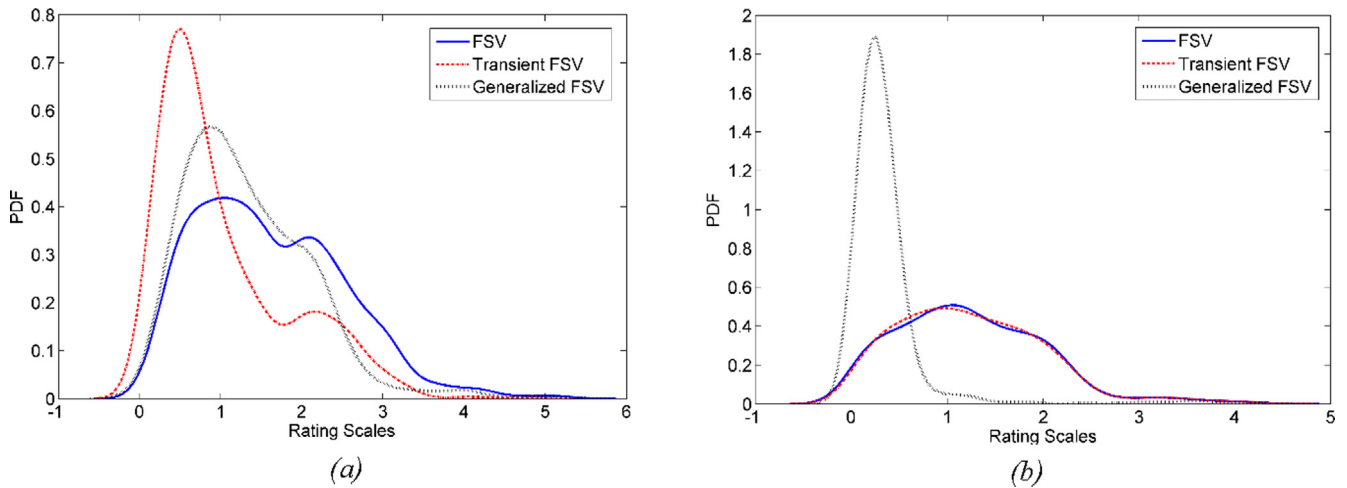 0.8
0.7
0.6
0.5
0.4
0.3
0.2
0.1
0
PDF
-1 0 1 2 3 4 5 6
Rating Scales
FSV
Transient FSV
Generalized FSV
(a)
2
1.8
1.6
1.4
1.2
1
0.8
0.6
0.4
0.2
0
PDF
-1 0 1 2 3 4 5
Rating Scales
FSV
Transient FSV
Generalized FSV
(b)